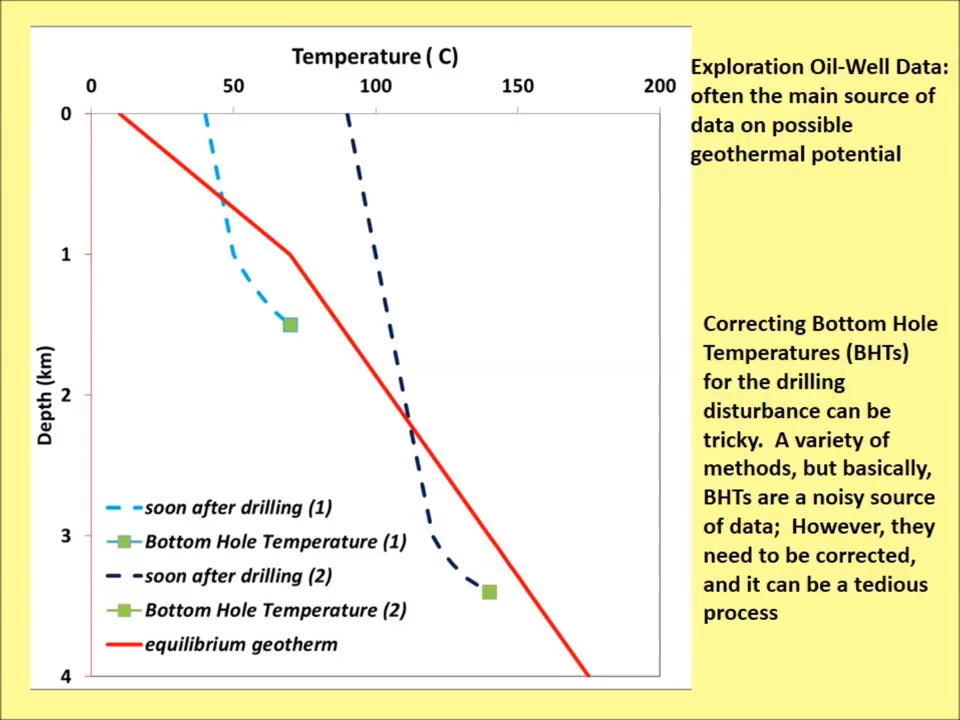 Temperature ( C)
0 50 100 150 200
0
1
2
3
4
Depth (km)
soon after drilling (1)
Bottom Hole Temperature (1)
soon after drilling (2)
Bottom Hole Temperature (2)
equilibrium geotherm
Exploration Oil-Well Data:
often the main source of
data on possible
geothermal potential
Correcting Bottom Hole
Temperatures (BHTs)
for the drilling
disturbance can be
tricky.  A variety of
methods, but basically,
BHTs are a noisy source
of data;  However, they
need to be corrected,
and it can be a tedious
process